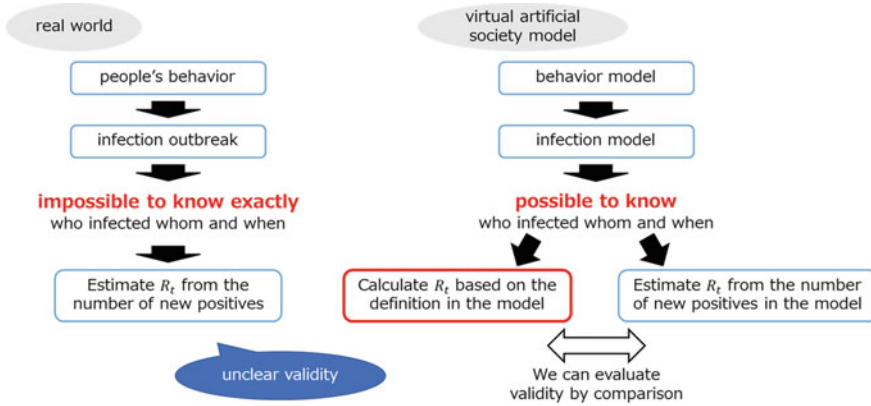 real world
people's behavior
infection outbreak
impossible to know exactly
who infected whom and when
Estimate R_t from the
number of new positives
unclear validity
virtual artificial
society model
behavior model
infection model
possible to know
who infected whom and when
Calculate R_t based on the
definition in the model
Estimate R_t from the number
of new positives in the model
We can evaluate
validity by comparison